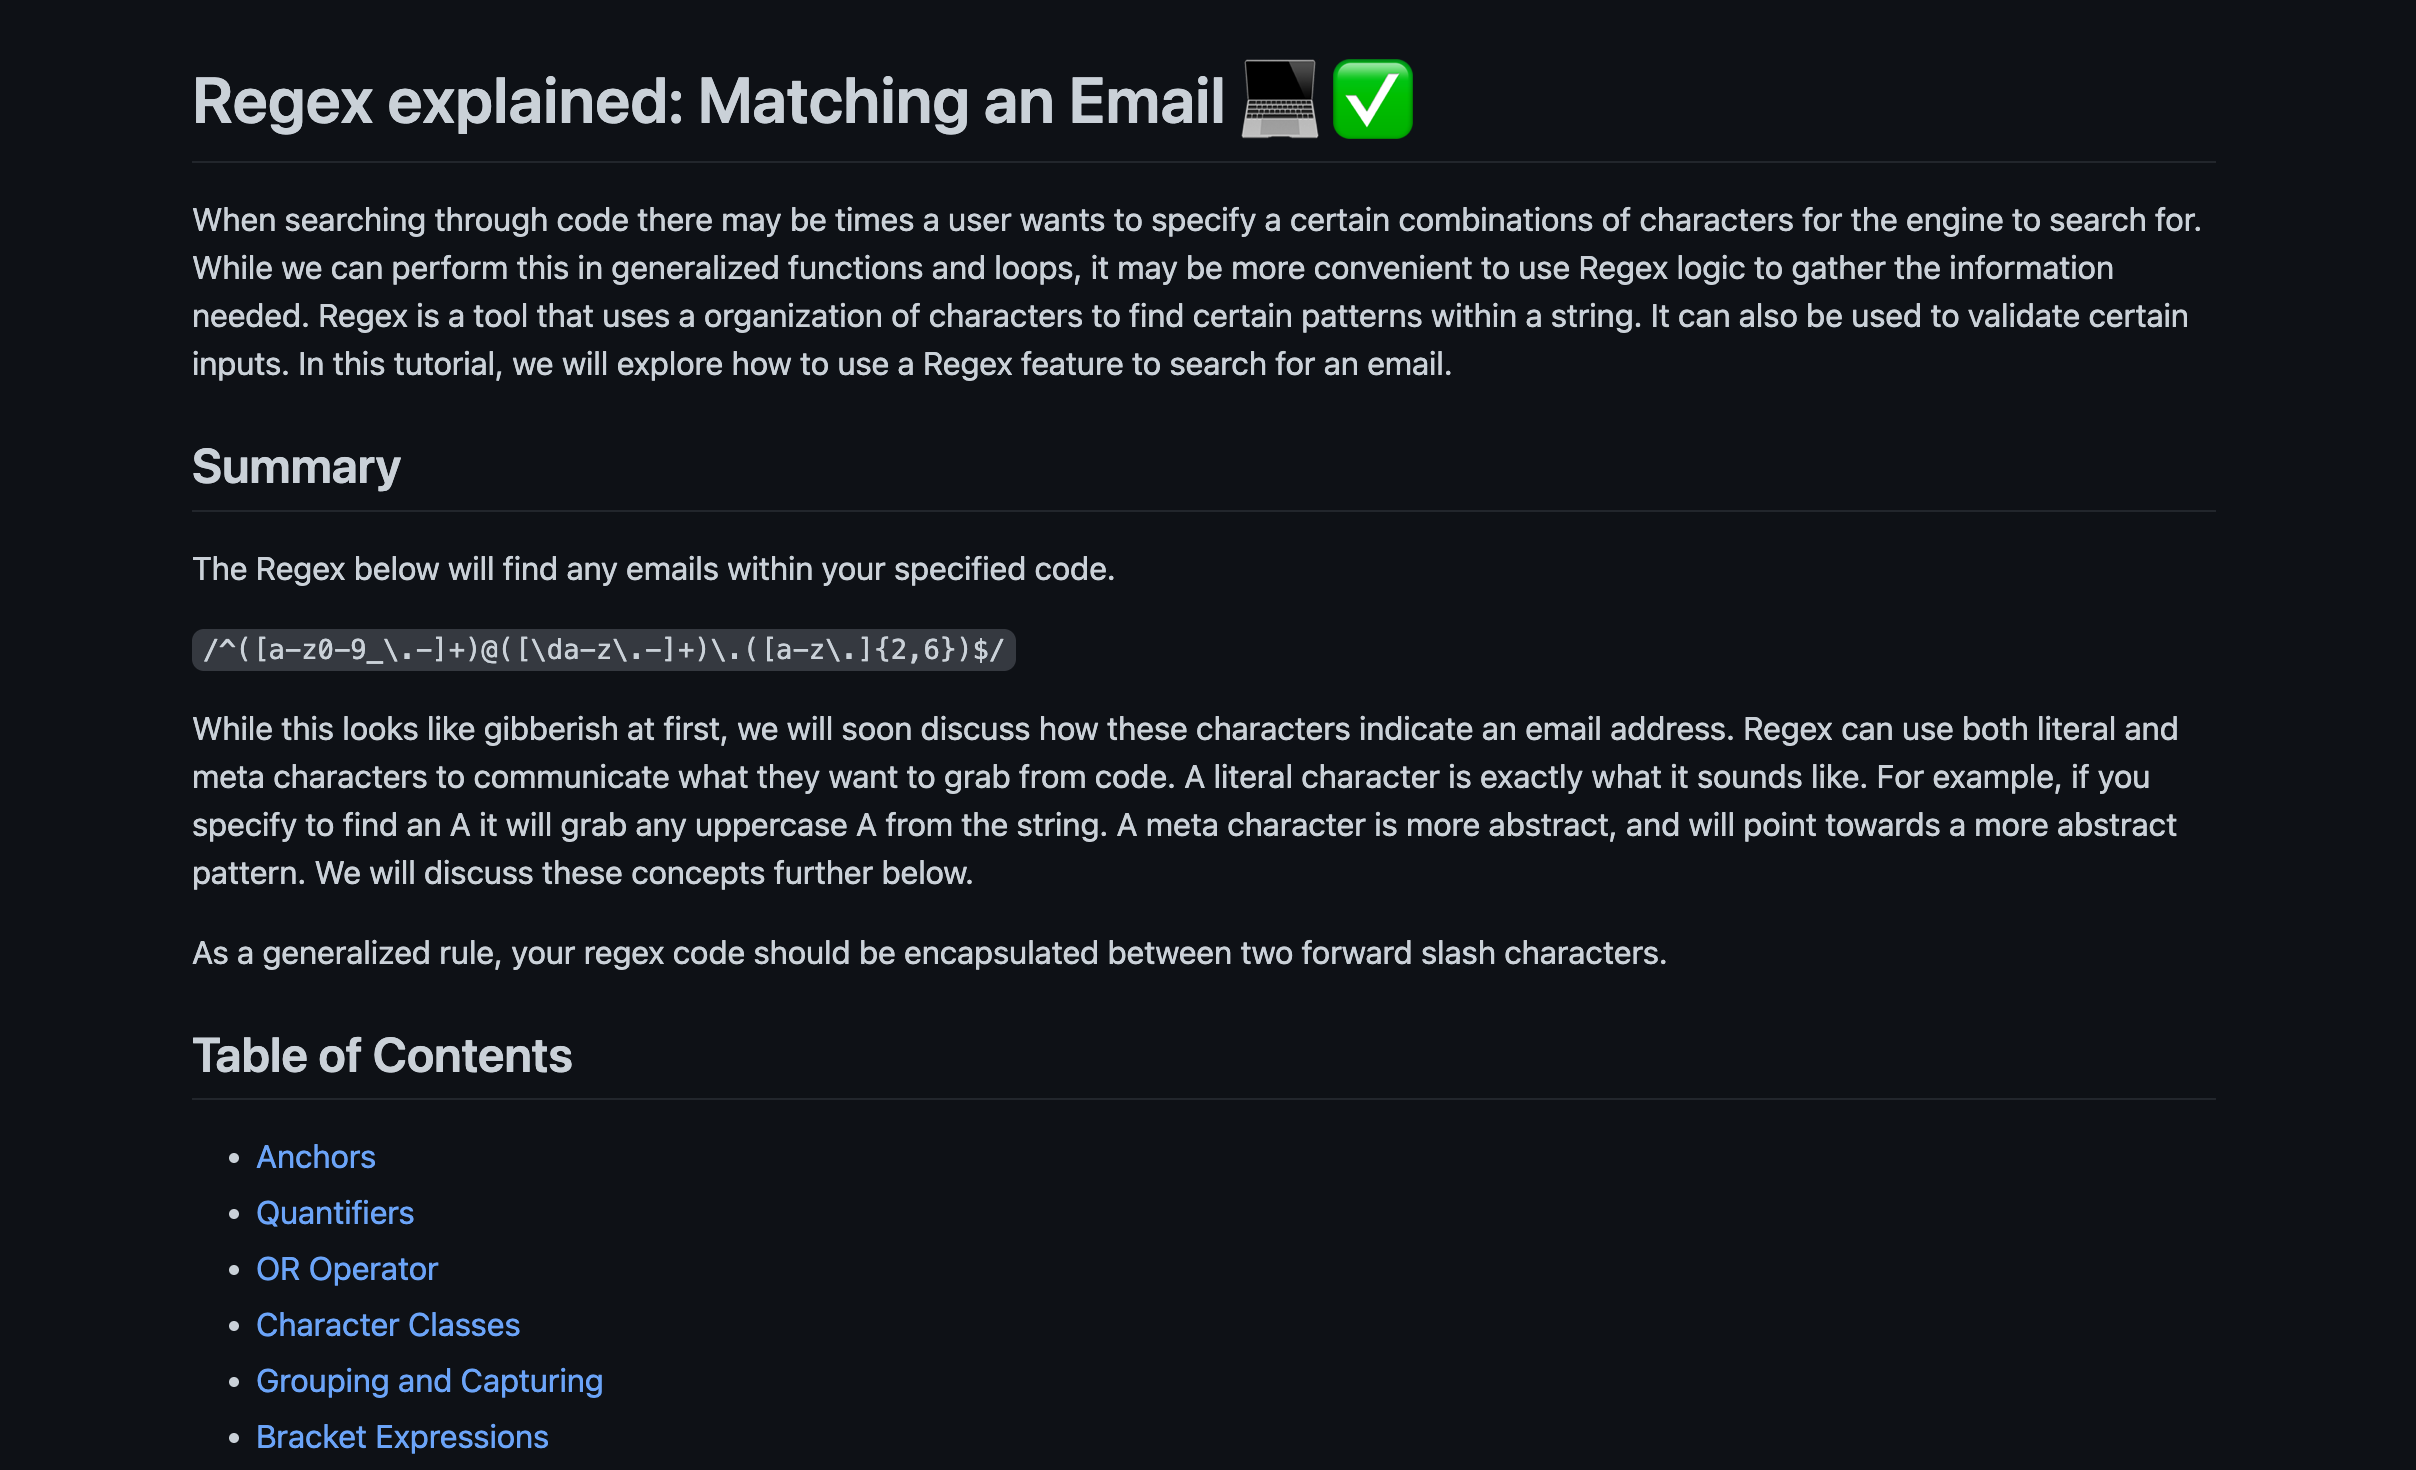 Regex explained: Matching an Email 💻 ✅
When searching through code there may be times a user wants to specify a certain combinations of characters for the engine to search for.
While we can perform this in generalized functions and loops, it may be more convenient to use Regex logic to gather the information
needed. Regex is a tool that uses a organization of characters to find certain patterns within a string. It can also be used to validate certain
inputs. In this tutorial, we will explore how to use a Regex feature to search for an email.
Summary
The Regex below will find any emails within your specified code.
/^([a-z0-9_\.-]+)@([\da-z\.-]+)\.([a-z\.]{2,6})$/
While this looks like gibberish at first, we will soon discuss how these characters indicate an email address. Regex can use both literal and
meta characters to communicate what they want to grab from code. A literal character is exactly what it sounds like. For example, if you
specify to find an A it will grab any uppercase A from the string. A meta character is more abstract, and will point towards a more abstract
pattern. We will discuss these concepts further below.
As a generalized rule, your regex code should be encapsulated between two forward slash characters.
Table of Contents
• Anchors
• Quantifiers
• OR Operator
• Character Classes
• Grouping and Capturing
• Bracket Expressions